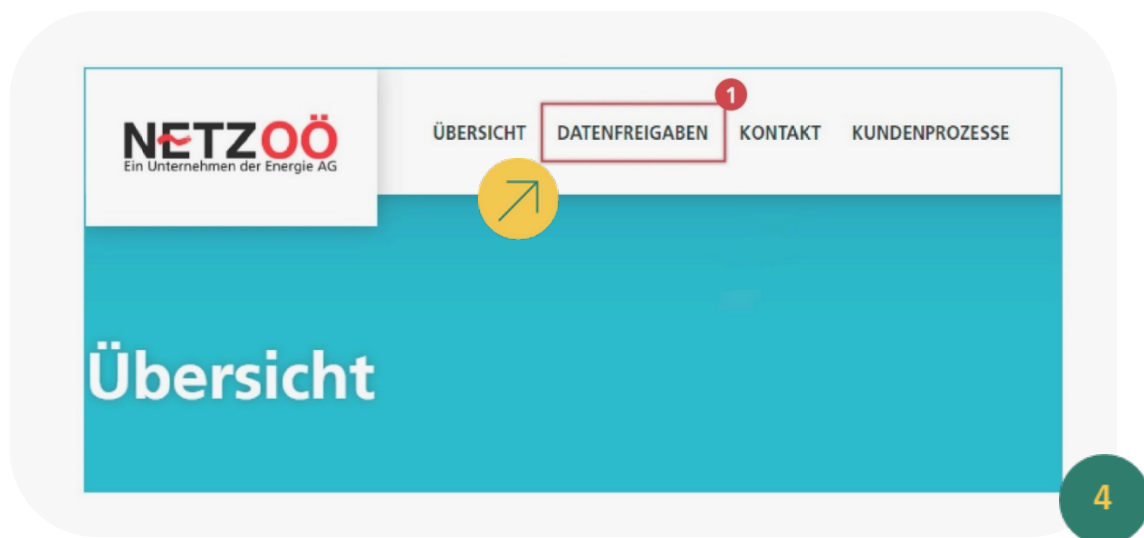 1
NETZOÖ
Ein Unternehmen der Energie AG
ÜBERSICHT DATENFREIGABEN KONTAKT KUNDENPROZESSE
Übersicht
4